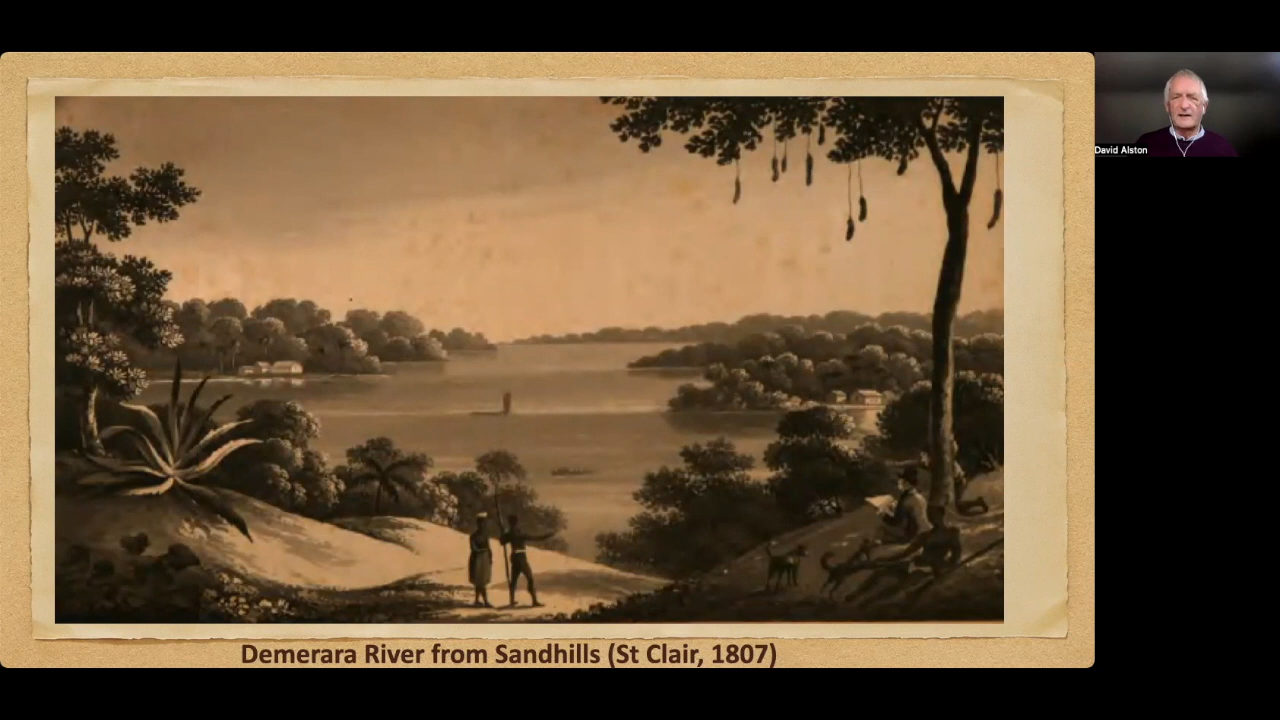 David Alston
Demerara River from Sandhills (St Clair, 1807)